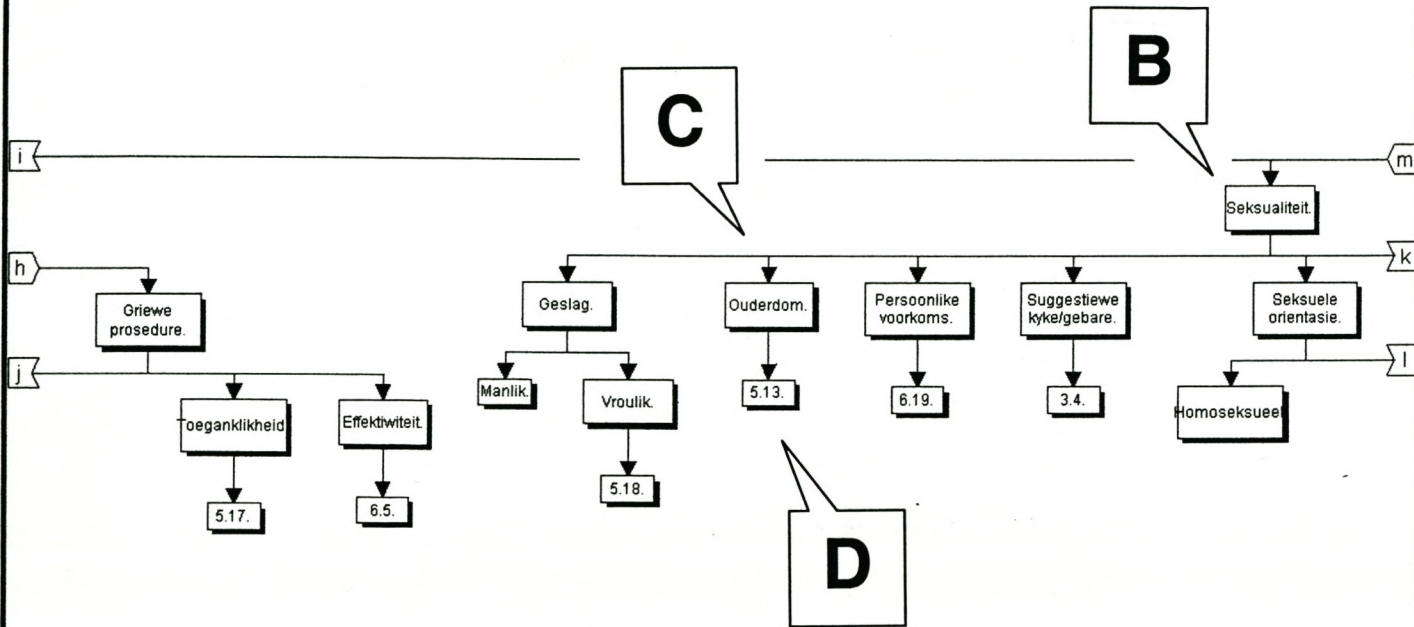 B
C
i
m
Seksualiteit.
h
k
Griewe
prosedure.
Geslag.
Ouderdom.
Persoonlike
voorkoms.
Suggestiewe
kyke/gebare.
Seksuele
orientasie.
j
l
Manlik.
Vroulik.
5.13.
6.19.
3.4.
Homoseksueel
Toeganklikheid
Effektiwiteit.
5.18.
5.17.
6.5.
D